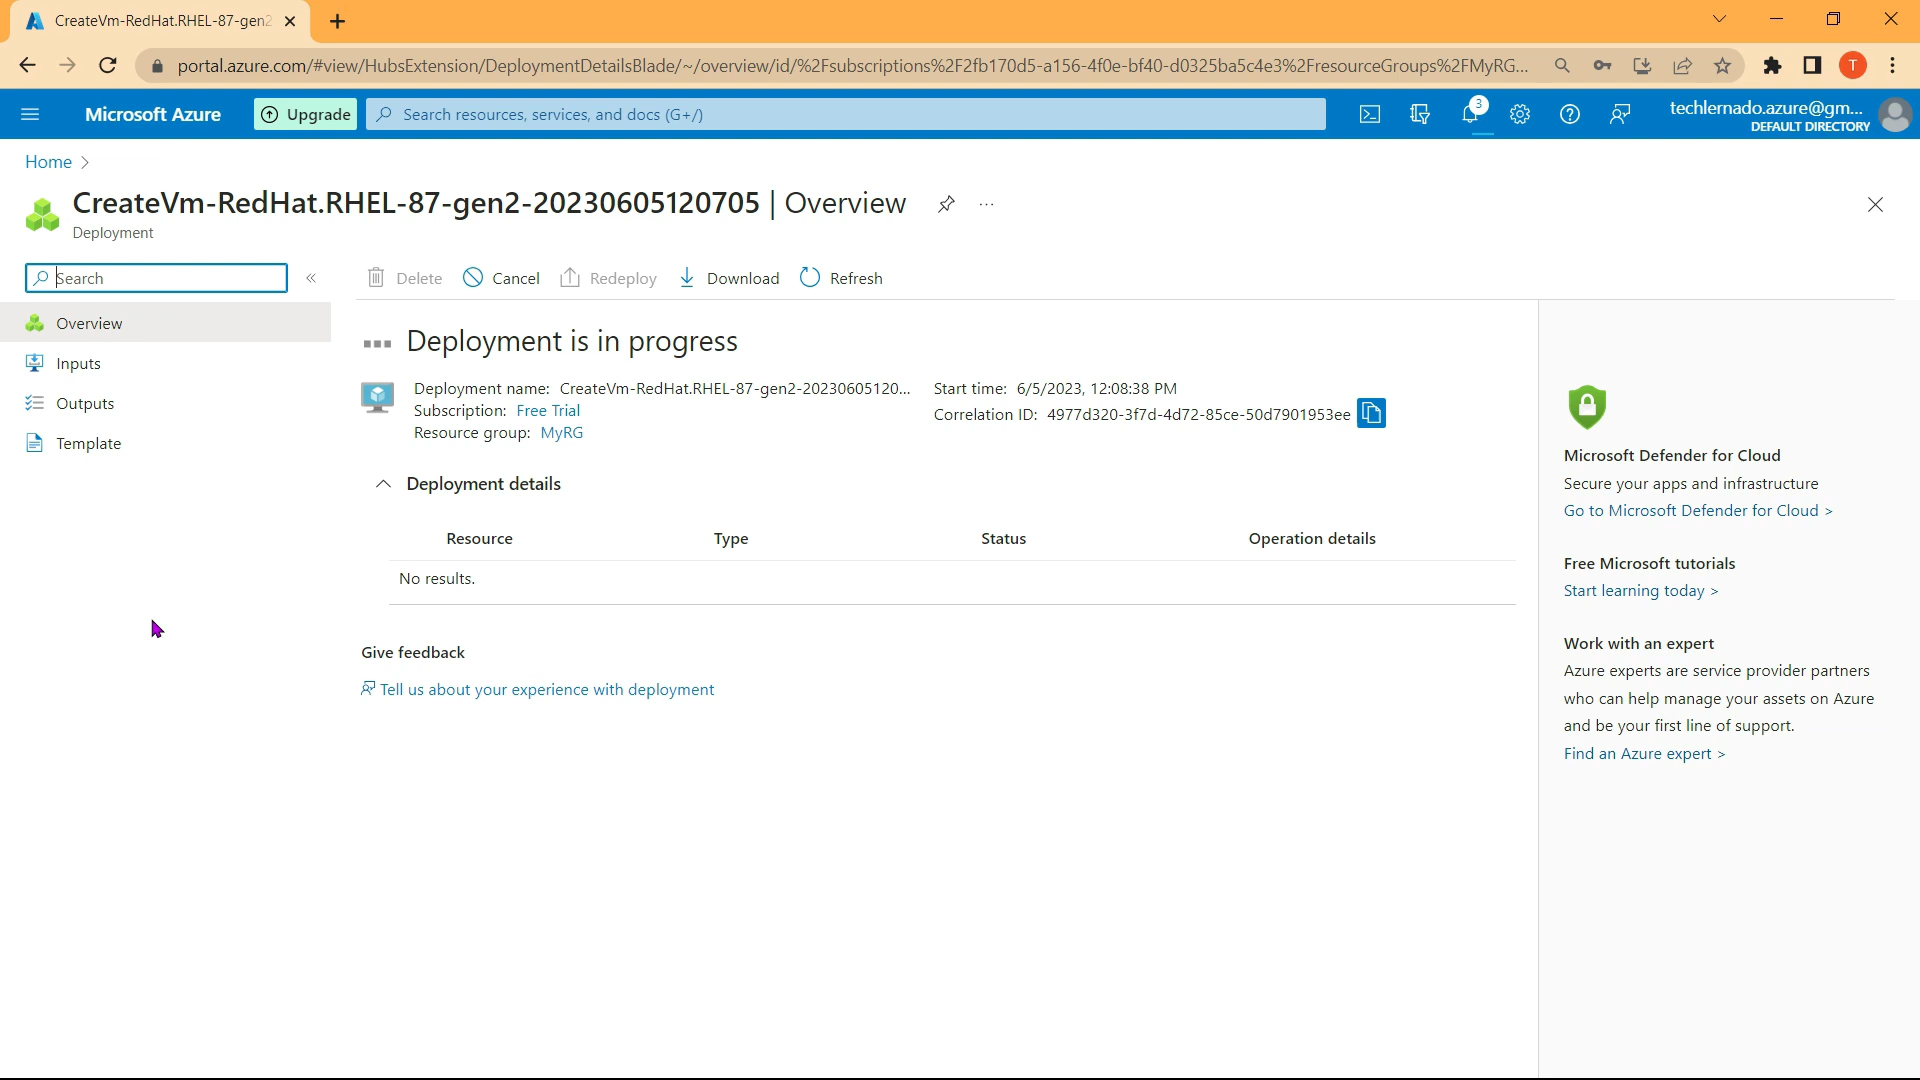 CreateVm-RedHat.RHEL-87-gen2
portal.azure.com/#view/HubsExtension/DeploymentDetailsBlade/~/overview/id/%2Fsubscriptions%2F2fb170d5-a156-4f0e-bf40-d0325ba5c4e3%2FresourceGroups%2FMyRG...
T
Microsoft Azure
Upgrade
Search resources, services, and docs (G+/)
3
techlernado.azure@gm...
DEFAULT DIRECTORY
Home
CreateVm-RedHat.RHEL-87-gen2-20230605120705 | Overview
Deployment
Search
Delete
Cancel
Redeploy
Download
Refresh
Overview
Inputs
Outputs
Template
Deployment is in progress
Deployment name: CreateVm-RedHat.RHEL-87-gen2-20230605120...
Subscription: Free Trial
Resource group: MyRG
Start time: 6/5/2023, 12:08:38 PM
Correlation ID: 4977d320-3f7d-4d72-85ce-50d7901953ee
Deployment details
Resource Type Status Operation details
No results.
Give feedback
Tell us about your experience with deployment
Microsoft Defender for Cloud
Secure your apps and infrastructure
Go to Microsoft Defender for Cloud >
Free Microsoft tutorials
Start learning today >
Work with an expert
Azure experts are service provider partners
who can help manage your assets on Azure
and be your first line of support.
Find an Azure expert >